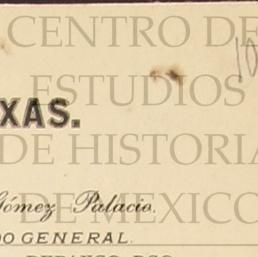 CENTRO DE
ESTUDIOS
XAS.
DE HISTORIA
Gómez Palacio.
DE MEXICO
DO GENERAL.